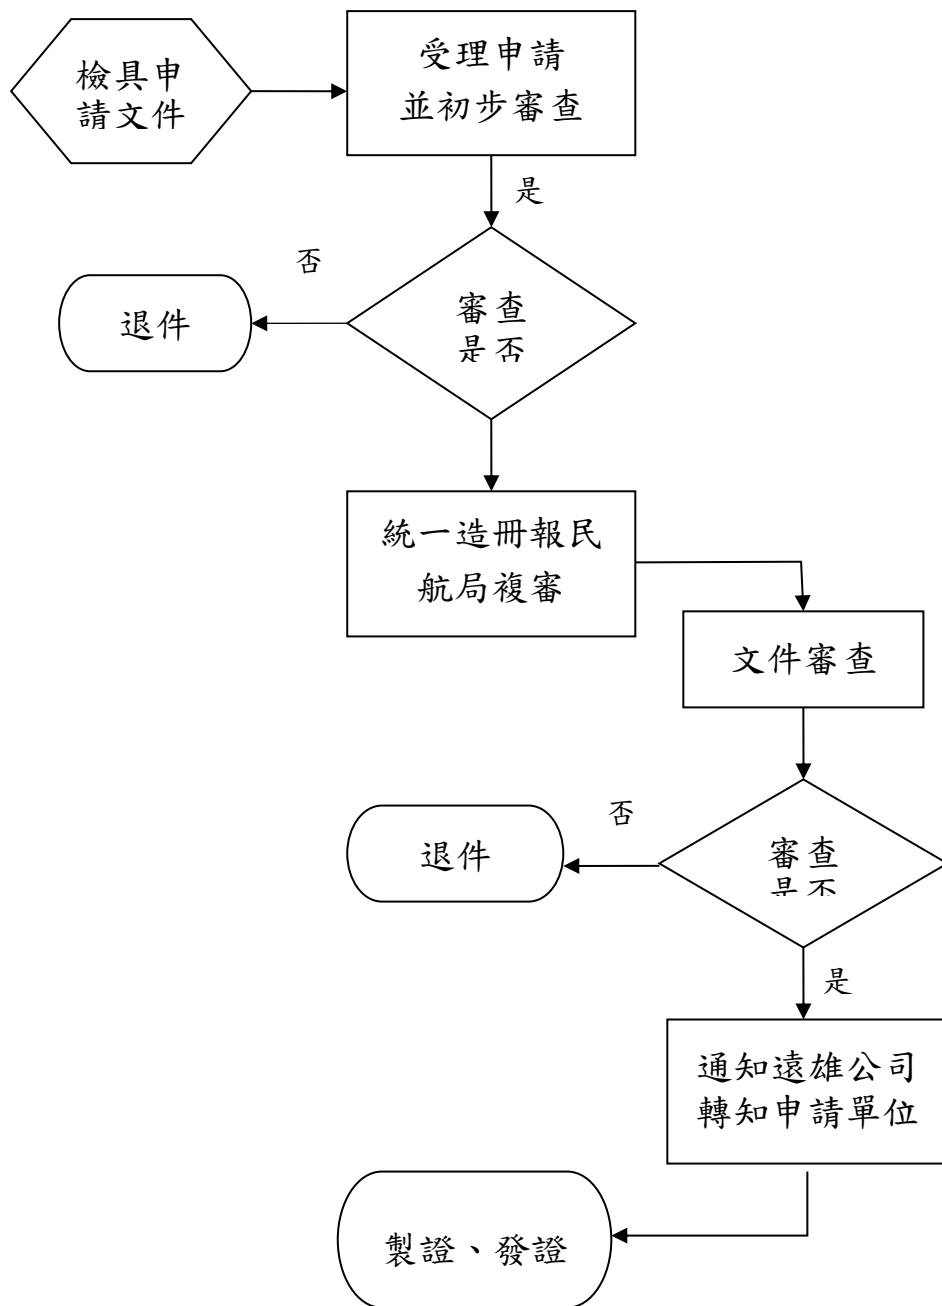 檢具申
請文件
受理申請
並初步審查
是
否
退件
審查
是否
統一造冊報民
航局複審
文件審查
否
退件
審查
是否
是
通知遠雄公司
轉知申請單位
製證、發證